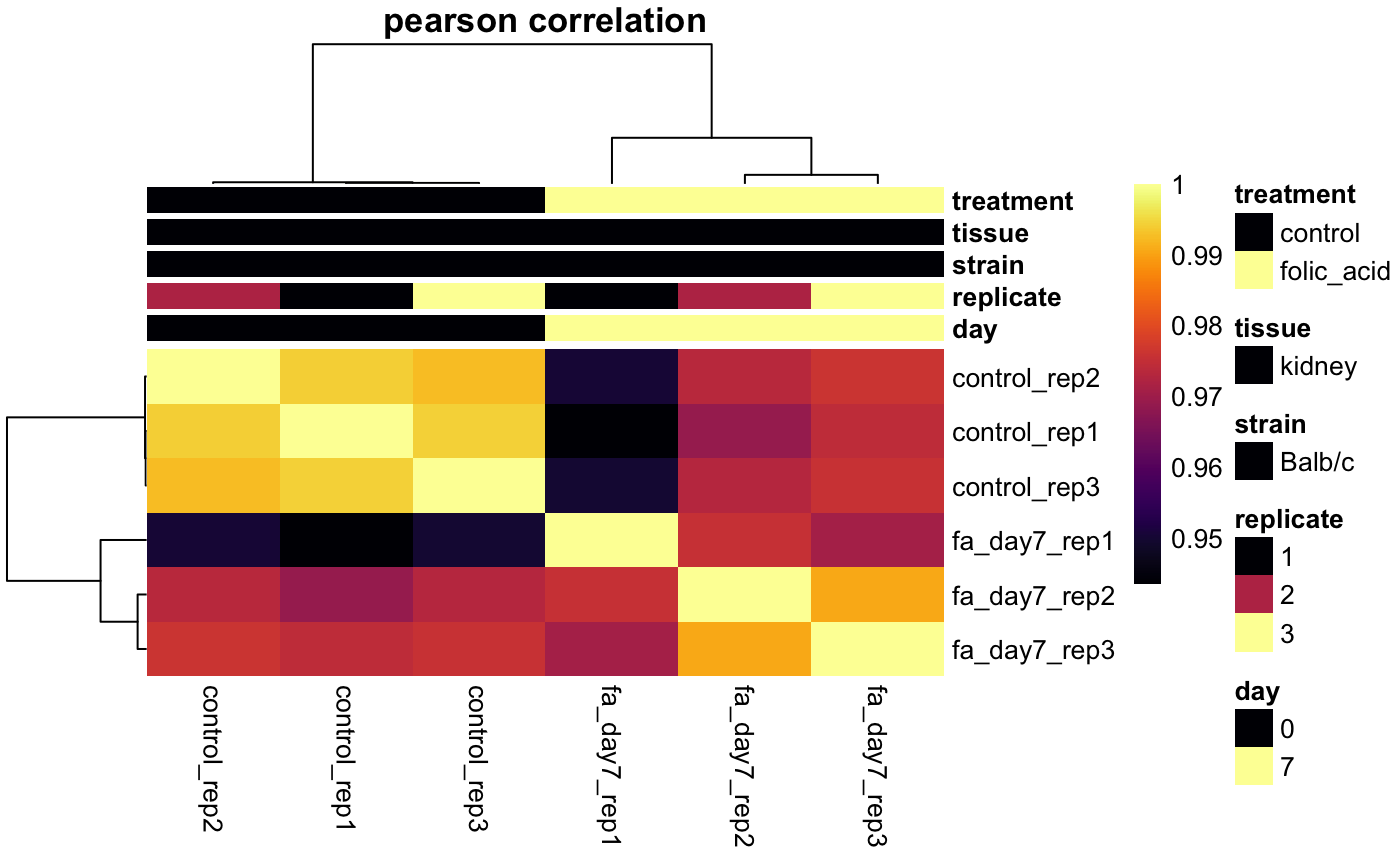 pearson correlation
treatment
tissue
strain
replicate
day
control_rep2
control_rep1
control_rep3
fa_day7_rep1
fa_day7_rep2
fa_day7_rep3
control_rep2
control_rep1
control_rep3
fa_day7_rep1
fa_day7_rep2
fa_day7_rep3
1
0.99
0.98
0.97
0.96
0.95
treatment
control
folic_acid
tissue
kidney
strain
Balb/c
replicate
1
2
3
day
0
7